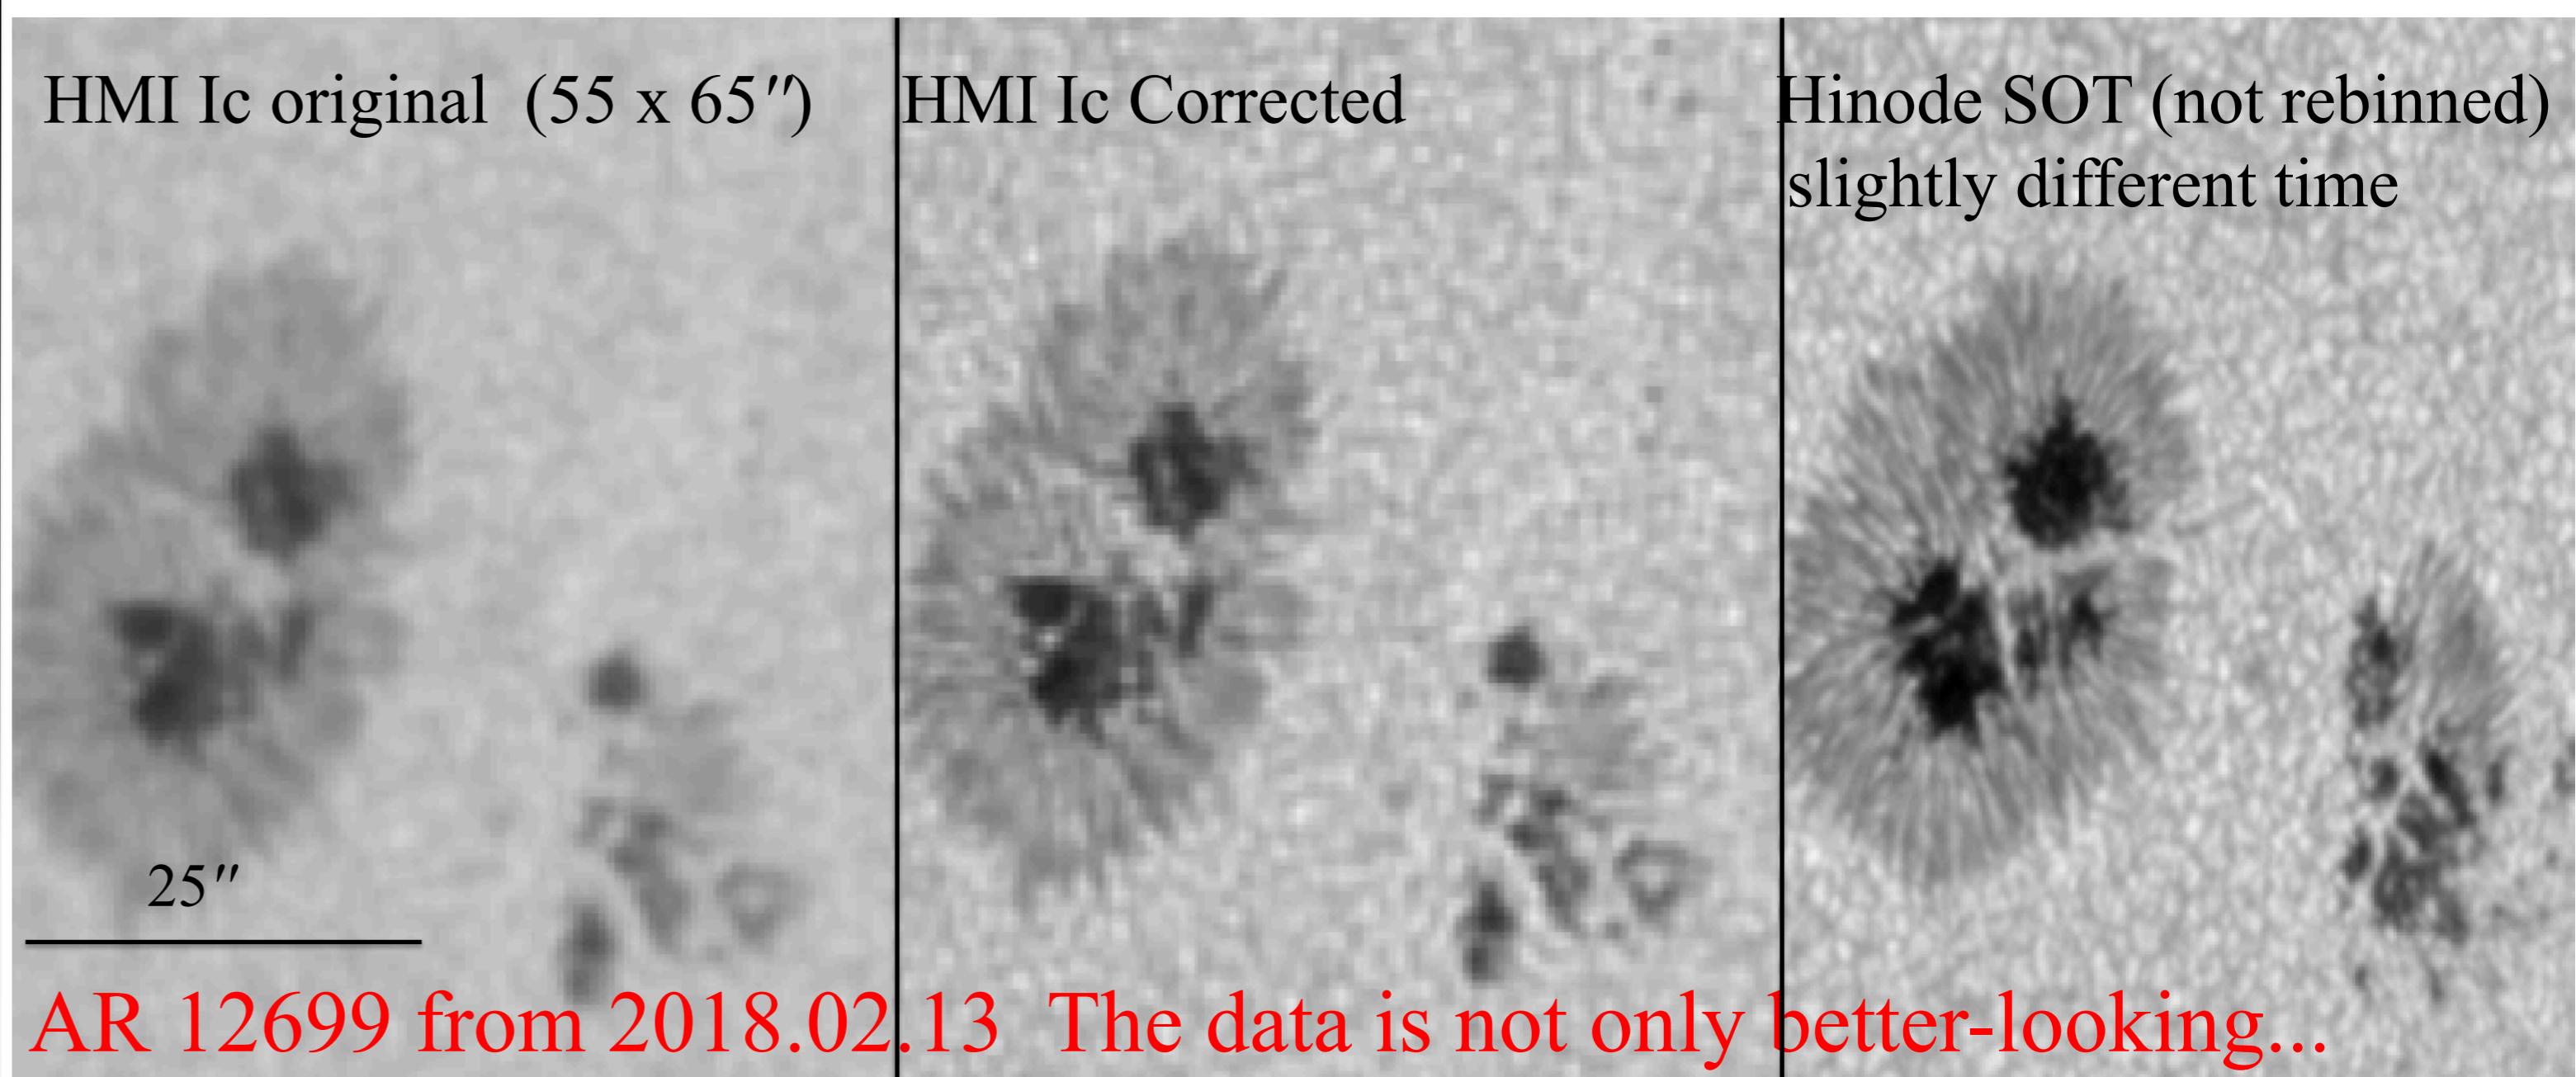 HMI Ic original (55 x 65″)
HMI Ic Corrected
Hinode SOT (not rebinned)
slightly different time
25″
AR 12699 from 2018.02.13 The data is not only better-looking...